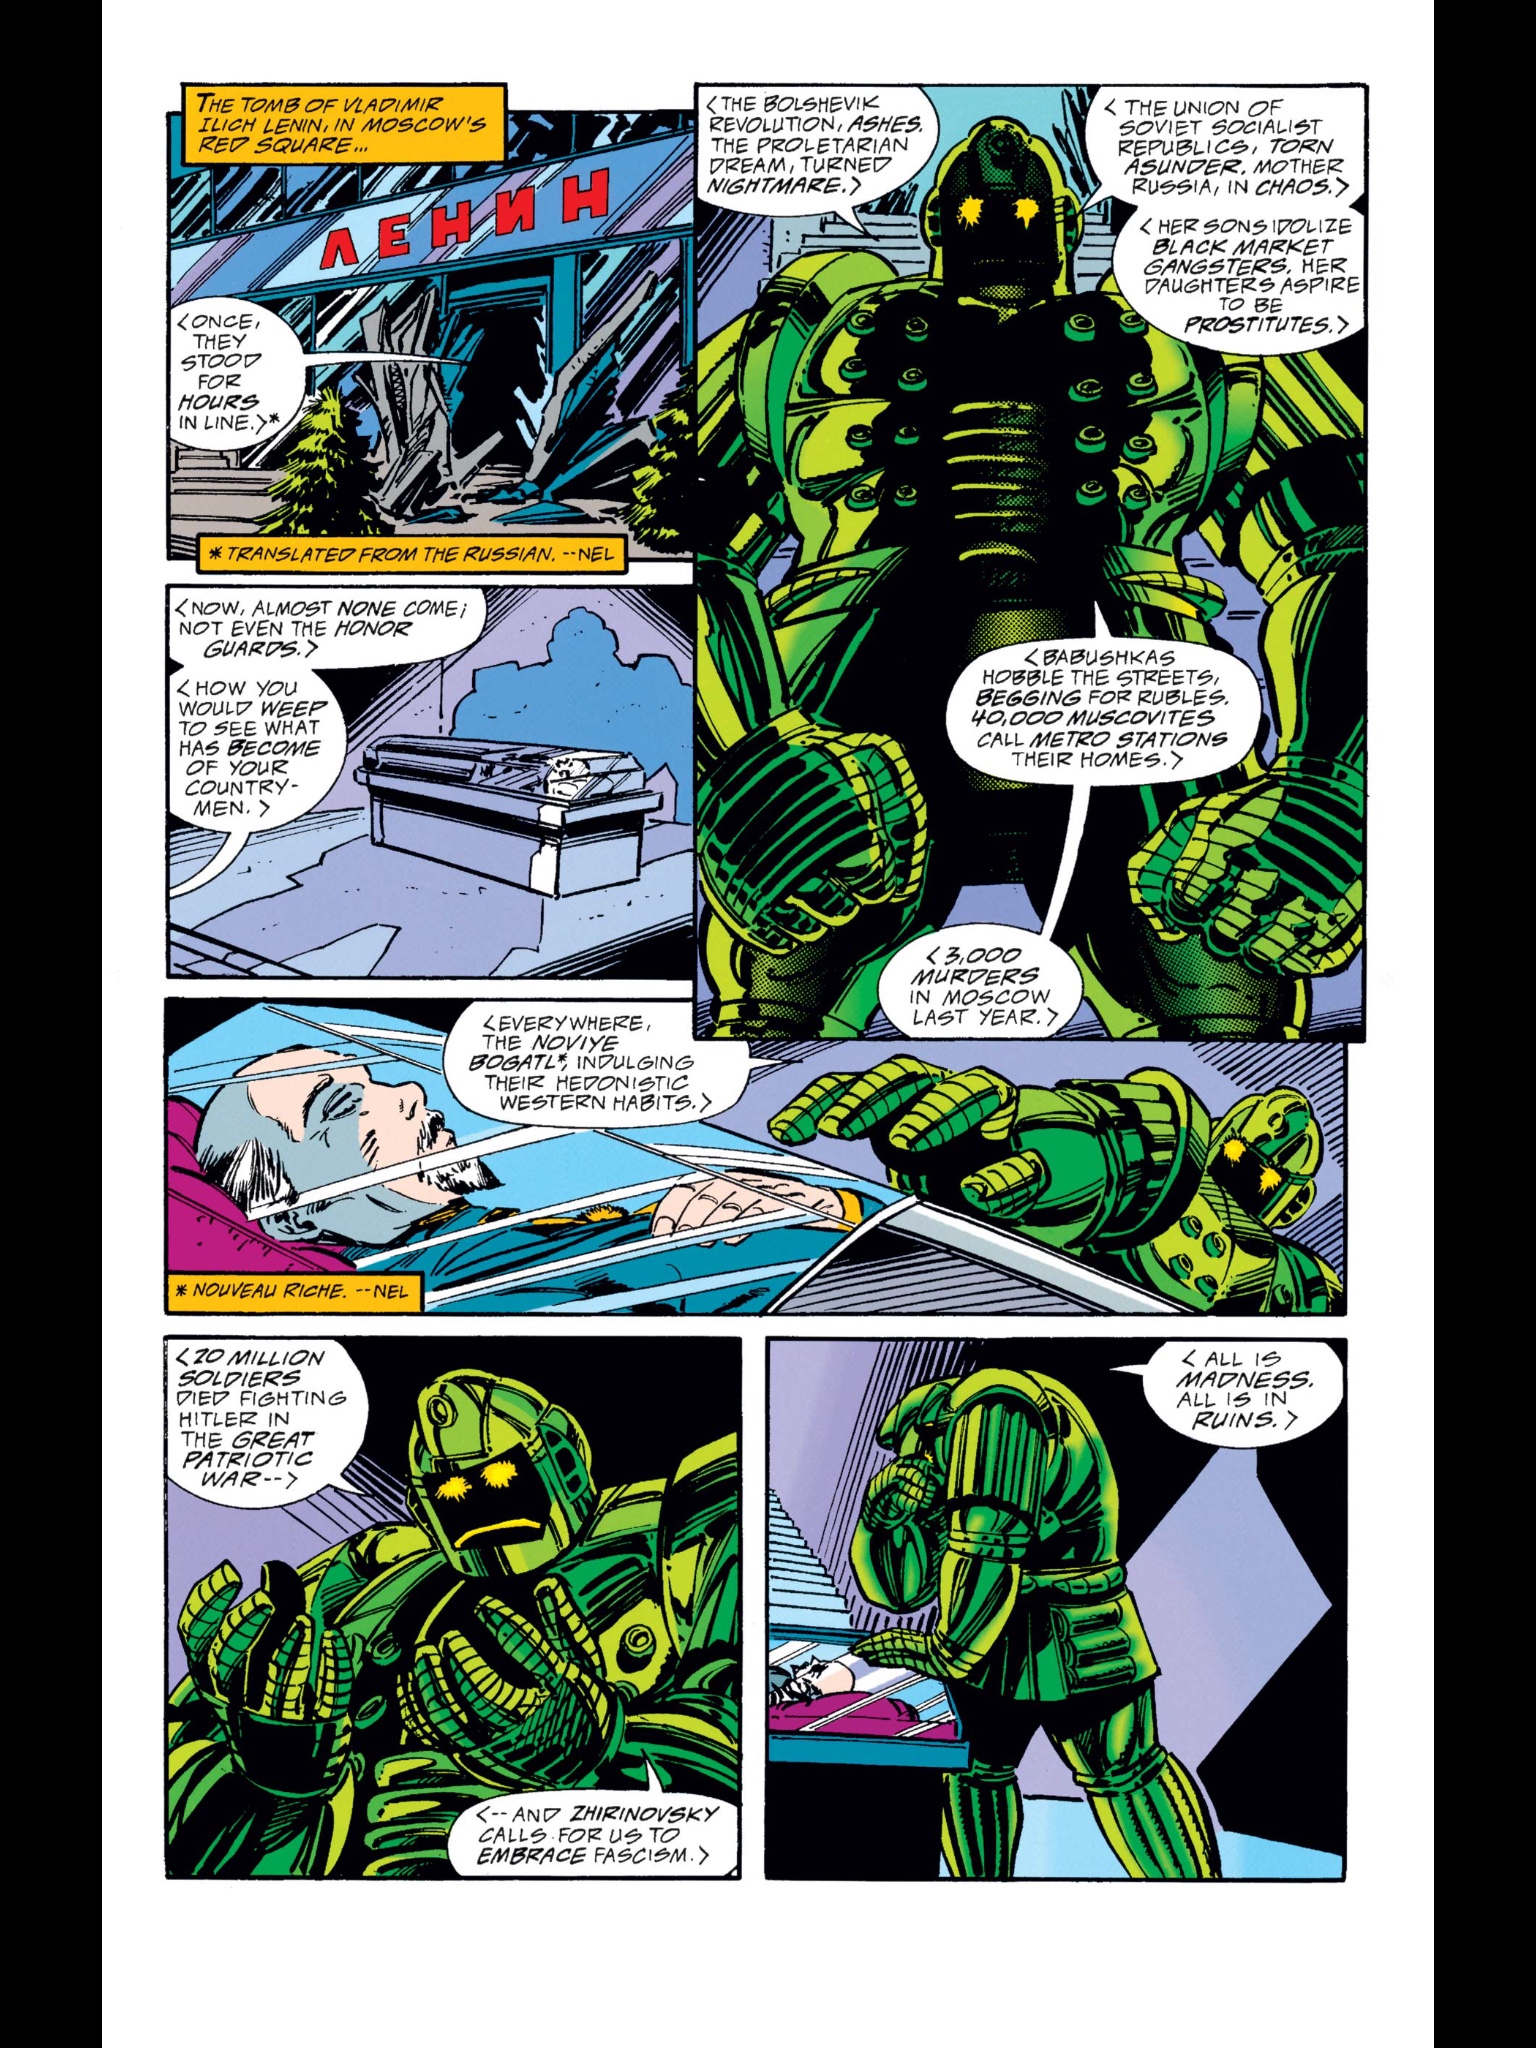 THE TOMB OF VLADIMIR
ILICH LENIN, IN MOSCOW'S
RED SQUARE...
ЛЕНИН
<ONCE,
THEY
STOOD
FOR
HOURS
IN LINE.>*
* TRANSLATED FROM THE RUSSIAN. --NEL
<NOW, ALMOST NONE COME;
NOT EVEN THE HONOR
GUARDS.>
<HOW YOU
WOULD WEEP
TO SEE WHAT
HAS BECOME
OF YOUR
COUNTRY-
MEN.>
<THE BOLSHEVIK
REVOLUTION, ASHES.
THE PROLETARIAN
DREAM, TURNED
NIGHTMARE.>
<THE UNION OF
SOVIET SOCIALIST
REPUBLICS, TORN
ASUNDER. MOTHER
RUSSIA, IN CHAOS.>
<HER SONS IDOLIZE
BLACK MARKET
GANGSTERS, HER
DAUGHTERS ASPIRE
TO BE
PROSTITUTES.>
<BABUSHKAS
HOBBLE THE STREETS,
BEGGING FOR RUBLES.
40,000 MUSCOVITES
CALL METRO STATIONS
THEIR HOMES.>
<3,000
MURDERS
IN MOSCOW
LAST YEAR.>
<EVERYWHERE,
THE NOVIYE
BOGATI,* INDULGING
THEIR HEDONISTIC
WESTERN HABITS.>
* NOUVEAU RICHE. --NEL
<20 MILLION
SOLDIERS
DIED FIGHTING
HITLER IN
THE GREAT
PATRIOTIC
WAR-->
<--AND ZHIRINOVSKY
CALLS FOR US TO
EMBRACE FASCISM.>
<ALL IS
MADNESS.
ALL IS IN
RUINS.>